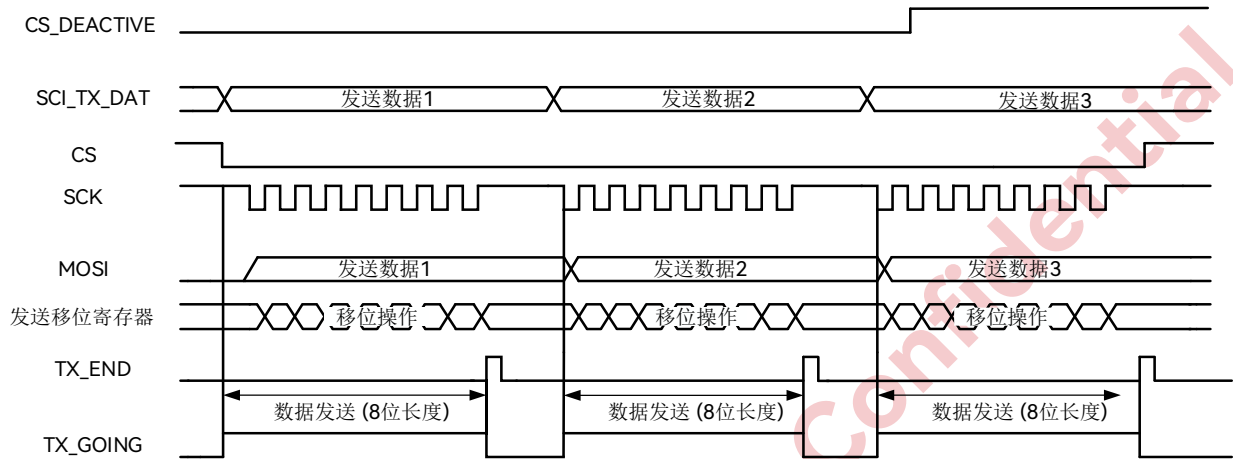 CS_DEACTIVE
SCI_TX_DAT 发送数据1 发送数据2 发送数据3
CS
SCK
MOSI 发送数据1 发送数据2 发送数据3
发送移位寄存器 移位操作 移位操作 移位操作
TX_END
数据发送 (8位长度) 数据发送 (8位长度) 数据发送 (8位长度)
TX_GOING
Confidential